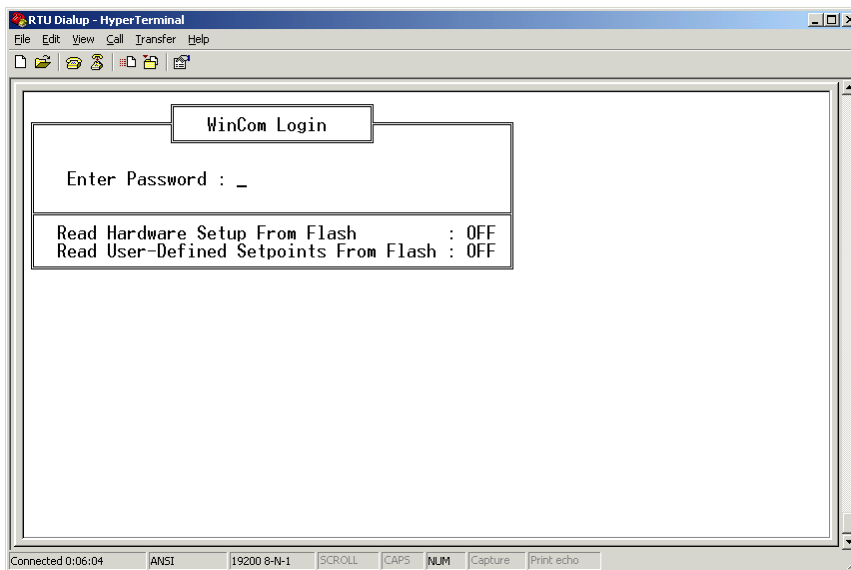 RTU Dialup - HyperTerminal
File Edit View Call Transfer Help
WinCom Login
Enter Password : _
Read Hardware Setup From Flash : OFF
Read User-Defined Setpoints From Flash : OFF
Connected 0:06:04 ANSI 19200 8-N-1 SCROLL CAPS NUM Capture Print echo